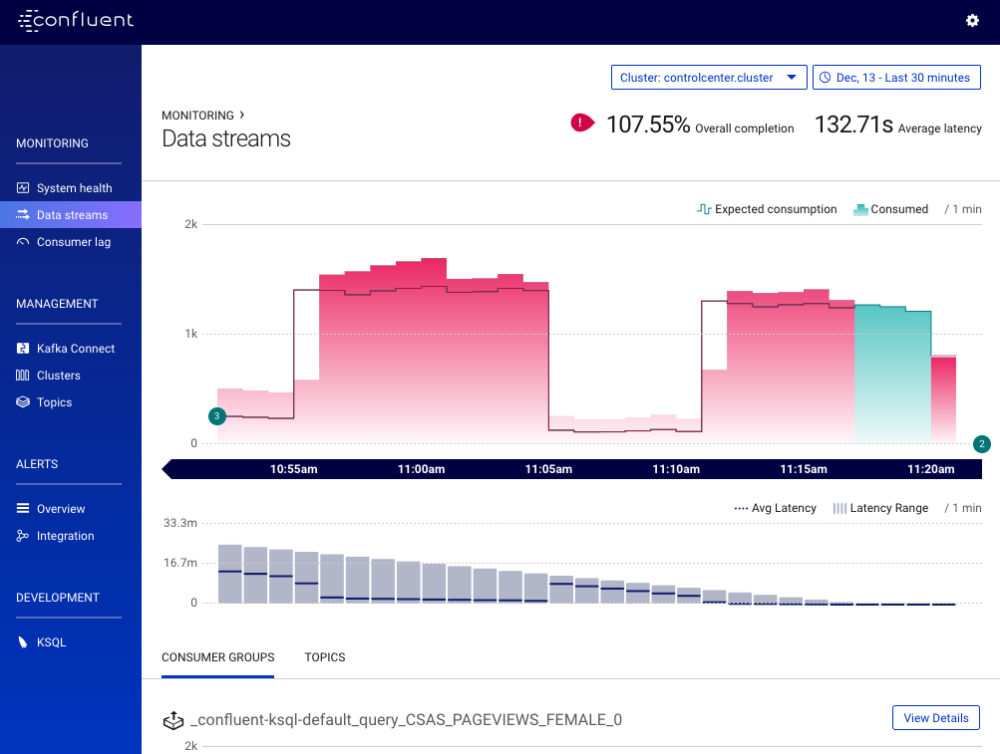 confluent
Cluster: controlcenter.cluster
Dec, 13 - Last 30 minutes
MONITORING ›
Data streams
! 107.55% Overall completion
132.71s Average latency
MONITORING
System health
Data streams
Consumer lag
MANAGEMENT
Kafka Connect
Clusters
Topics
ALERTS
Overview
Integration
DEVELOPMENT
KSQL
Expected consumption Consumed / 1 min
2k
1k
0
3
2
10:55am 11:00am 11:05am 11:10am 11:15am 11:20am
Avg Latency Latency Range / 1 min
33.3m
16.7m
0
CONSUMER GROUPS TOPICS
_confluent-ksql-default_query_CSAS_PAGEVIEWS_FEMALE_0
View Details
2k